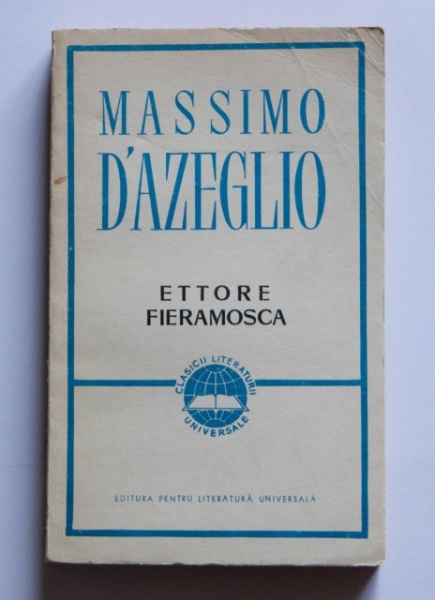 MASSIMO
D'AZEGLIO
ETTORE
FIERAMOSCA
CLASICII LITERATURII
UNIVERSALE
EDITURA PENTRU LITERATURĂ UNIVERSALĂ